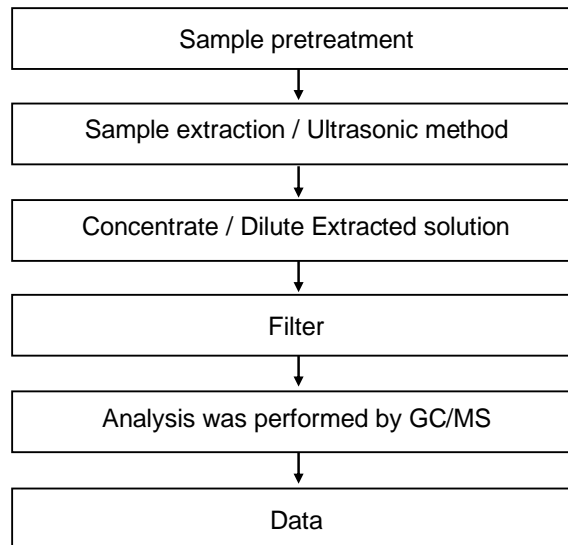 Sample pretreatment
Sample extraction / Ultrasonic method
Concentrate / Dilute Extracted solution
Filter
Analysis was performed by GC/MS
Data